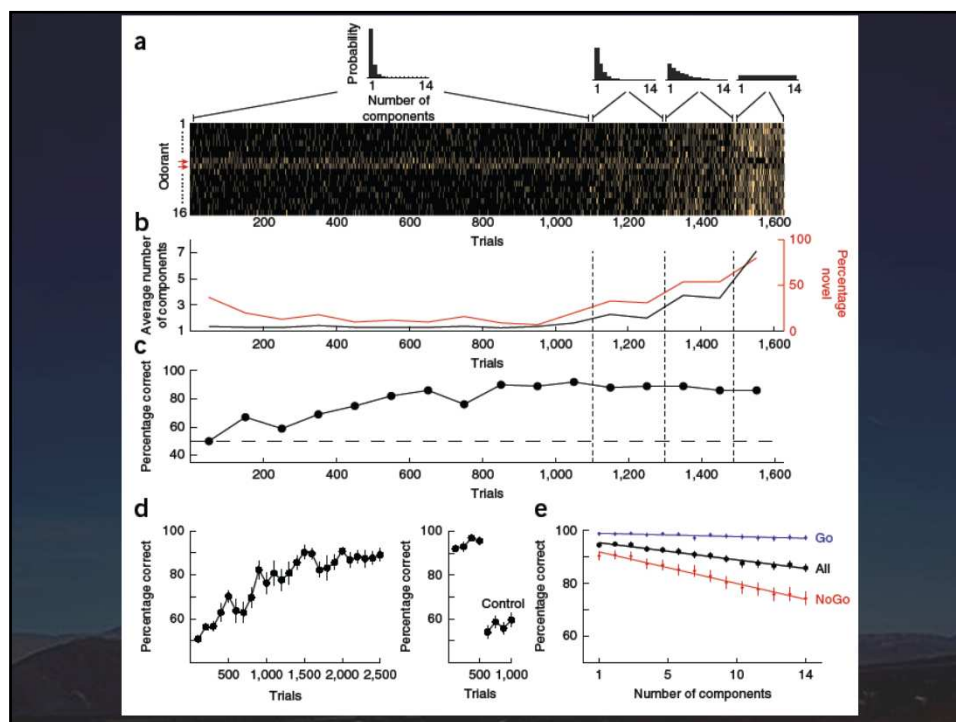 a
Probability
1 14
Number of
components
1 14
1 14
1 14
Odorant
1
16
200 400 600 800 1,000 1,200 1,400 1,600
Trials
b
Average number
of components
7
5
3
1
100
50
0
Percentage
novel
200 400 600 800 1,000 1,200 1,400 1,600
Trials
c
Percentage correct
100
80
60
40
200 400 600 800 1,000 1,200 1,400 1,600
Trials
d
Percentage correct
100
80
60
500 1,000 1,500 2,000 2,500
Trials
Percentage correct
100
80
60
Control
500 1,000
Trials
e
Percentage correct
100
80
60
Go
All
NoGo
1 5 10 14
Number of components